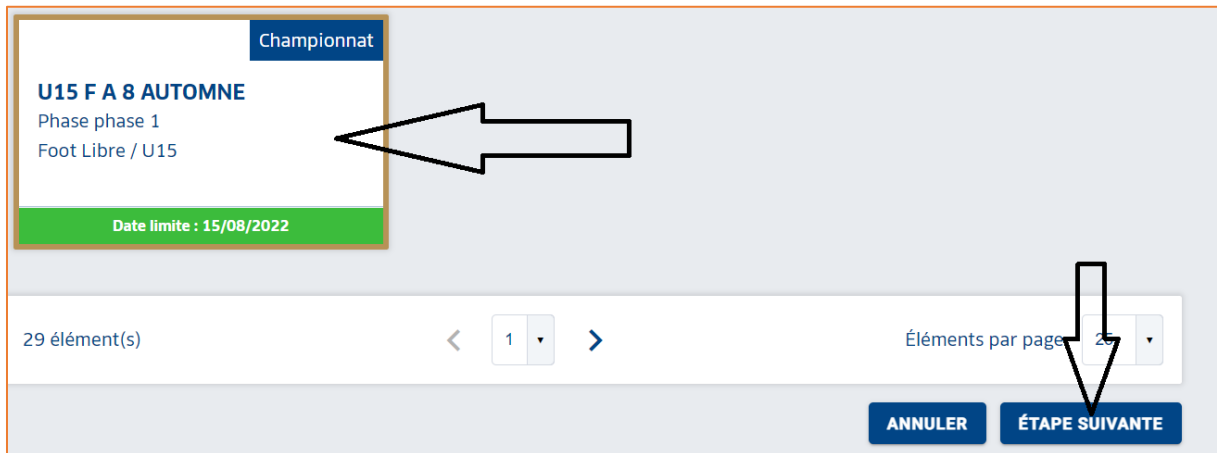 Championnat
U15 F A 8 AUTOMNE
Phase phase 1
Foot Libre / U15
Date limite : 15/08/2022
29 élément(s)
1
Éléments par page
25
ANNULER
ÉTAPE SUIVANTE